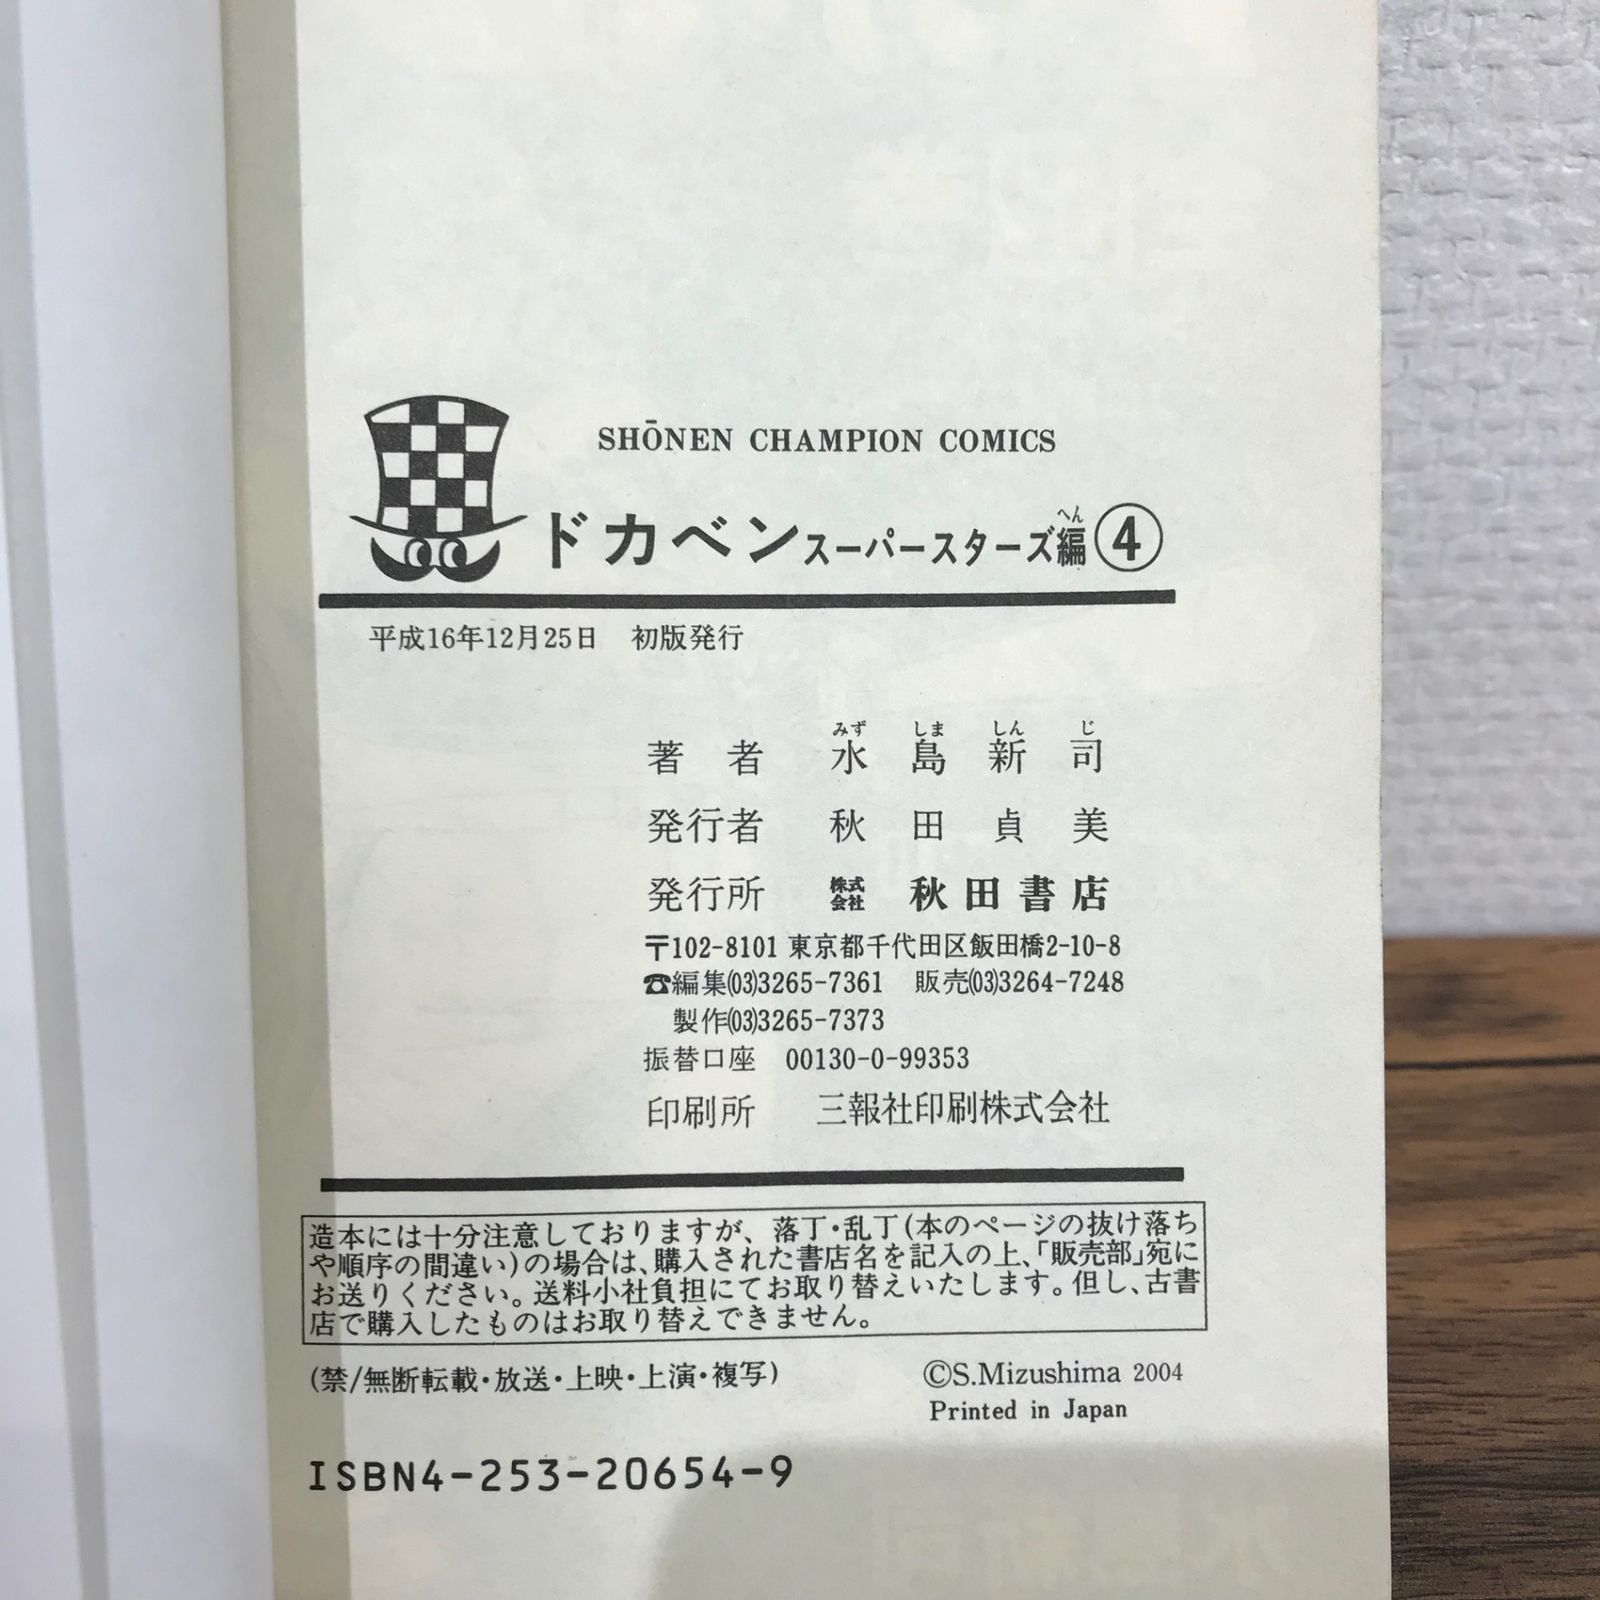 SHŌNEN CHAMPION COMICS
ドカベンスーパースターズ編④
へん
平成16年12月25日 初版発行
みず しま しん じ
著者 水島新司
発行者 秋田貞美
発行所 株式会社 秋田書店
〒102-8101 東京都千代田区飯田橋2-10-8
☎編集(03)3265-7361 販売(03)3264-7248
製作(03)3265-7373
振替口座 00130-0-99353
印刷所 三報社印刷株式会社
造本には十分注意しておりますが、落丁・乱丁(本のページの抜け落ち
や順序の間違い)の場合は、購入された書店名を記入の上、「販売部」宛に
お送りください。送料小社負担にてお取り替えいたします。但し、古書
店で購入したものはお取り替えできません。
(禁/無断転載・放送・上映・上演・複写)
©S.Mizushima 2004
Printed in Japan
ISBN4-253-20654-9